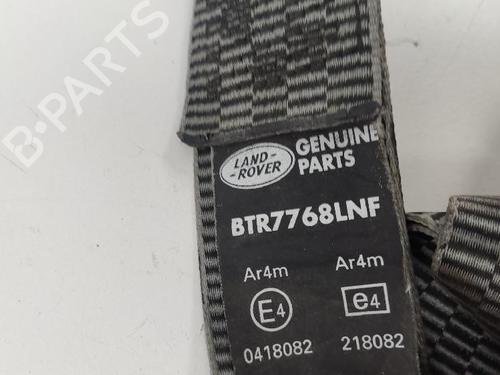 B-PARTS
LAND-
ROVER
GENUINE
PARTS
BTR7768LNF
Ar4m Ar4m
E4 e4
0418082 218082